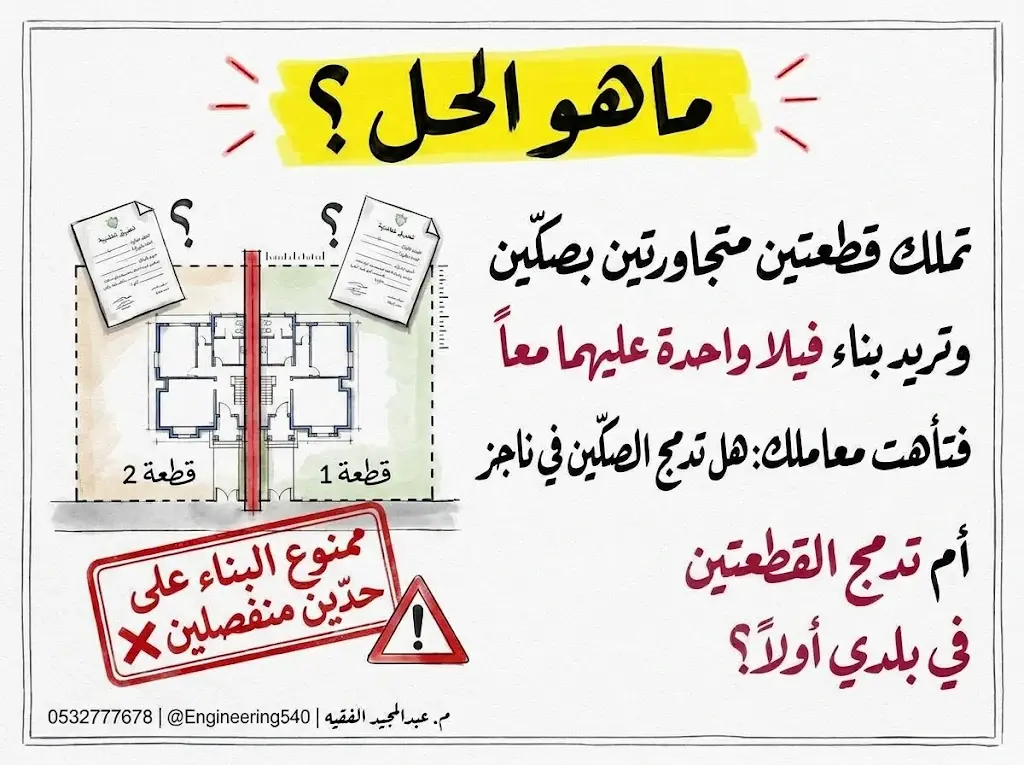 ما هو الحل؟
تملك قطعتين متجاورتين بصكّين
وتريد بناء فيلا واحدة عليهما معاً
فتأهت معاملك: هل تدمج الصكّين في ناجز
أم تدمج القطعتين
في بلدي أولاً؟
؟
؟
قطعة 1
قطعة 2
ممنوع البناء على
حدّين منفصلين ❌
!
م. عبدالمجيد الفقيه | @Engineering540 | 0532777678